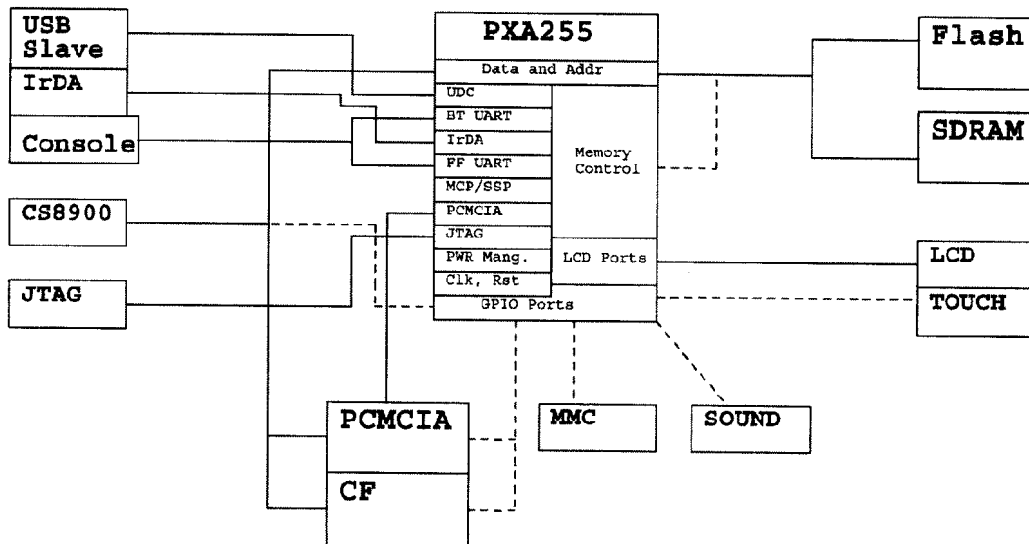 USB
Slave
IrDA
Console
CS8900
JTAG
PXA255
Data and Addr
UDC
BT UART
IrDA
FF UART
MCP/SSP
PCMCIA
JTAG
PWR Mang.
Clk, Rst
Memory
Control
LCD Ports
GPIO Ports
Flash
SDRAM
LCD
TOUCH
PCMCIA
CF
MMC
SOUND